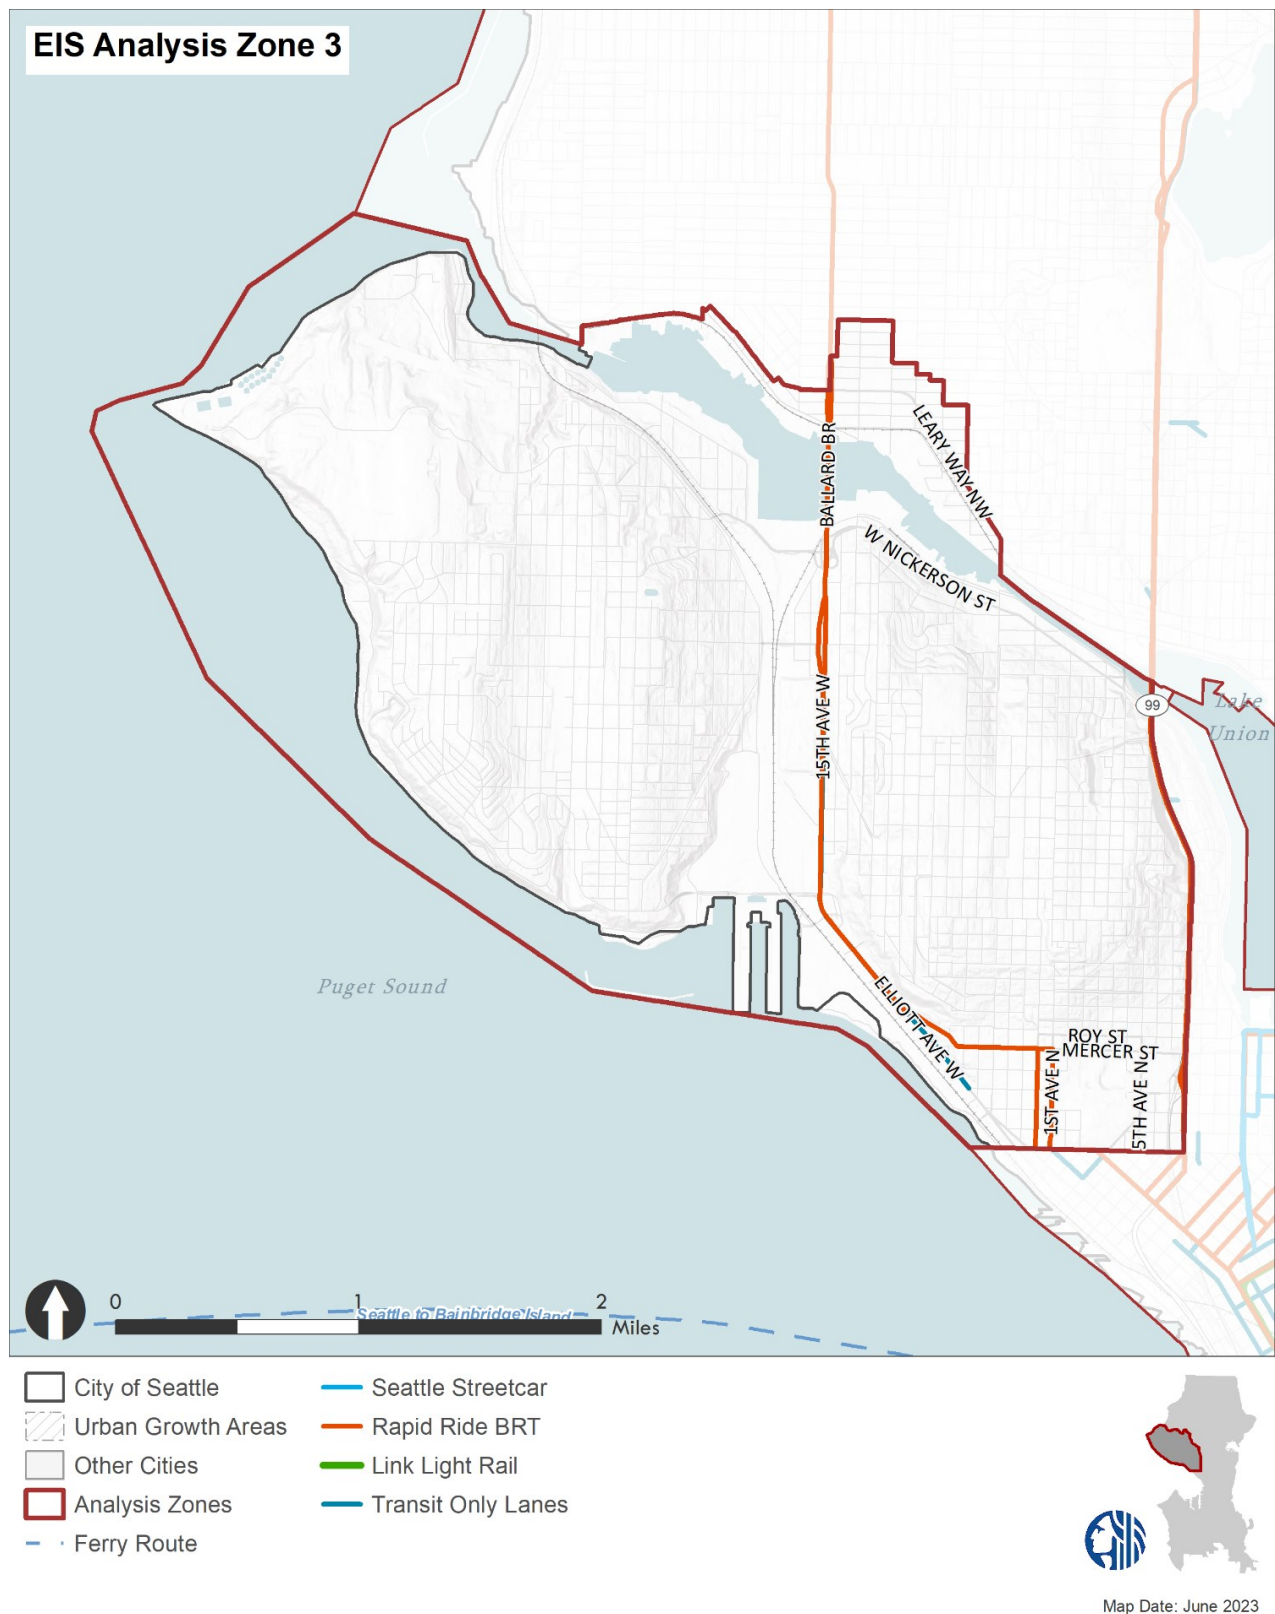 EIS Analysis Zone 3
LEARY WAY NW
BALLARD BR
W NICKERSON ST
15TH AVE W
99
Lake
Union
Puget Sound
ELLIOTT AVE W
ROY ST
MERCER ST
1ST AVE N
5TH AVE N
0 1 2
Seattle to Bainbridge Island
Miles
City of Seattle
Urban Growth Areas
Other Cities
Analysis Zones
Ferry Route
Seattle Streetcar
Rapid Ride BRT
Link Light Rail
Transit Only Lanes
Map Date: June 2023